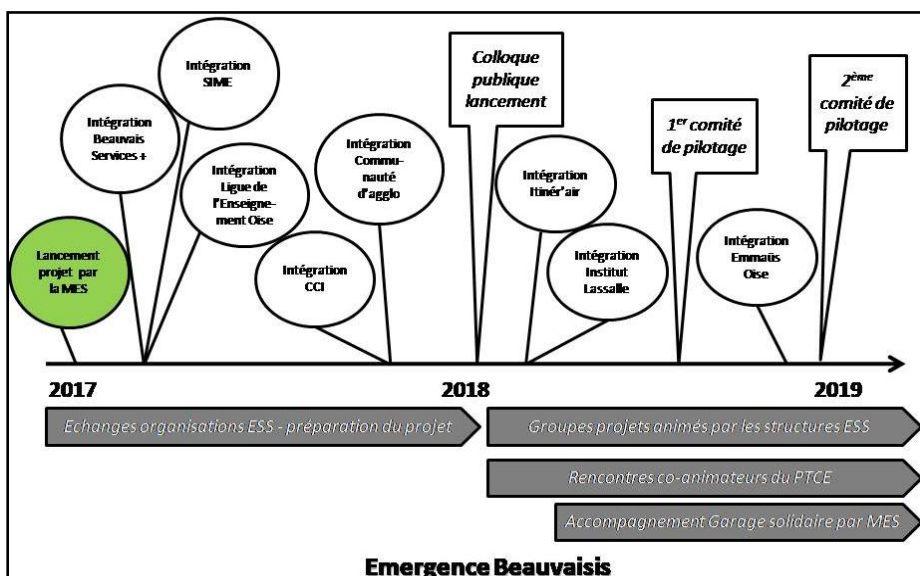 Lancement
projet par
la MES
Intégration
Beauvais
Services +
Intégration
SIME
Intégration
Ligue de
l'Enseigne-
ment Oise
Intégration
CCI
Intégration
Commu-
nauté
d'agglo
Colloque
publique
lancement
Intégration
Itinér'air
Intégration
Institut
Lassalle
1er comité
de pilotage
Intégration
Emmaüs
Oise
2ème
comité de
pilotage
2017
2018
2019
Echanges organisations ESS - préparation du projet
Groupes projets animés par les structures ESS
Rencontres co-animateurs du PTCE
Accompagnement Garage solidaire par MES
Emergence Beauvaisis